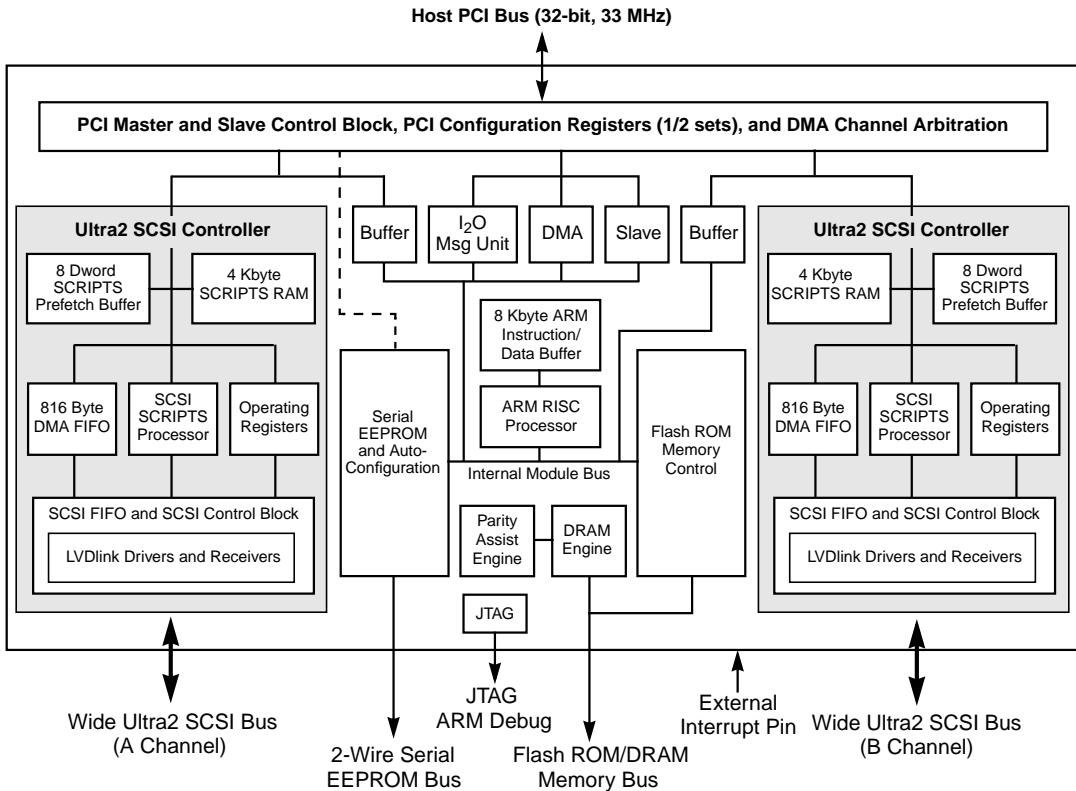 Host PCI Bus (32-bit, 33 MHz)
PCI Master and Slave Control Block, PCI Configuration Registers (1/2 sets), and DMA Channel Arbitration
Ultra2 SCSI Controller
8 Dword
SCRIPTS
Prefetch Buffer
4 Kbyte
SCRIPTS RAM
816 Byte
DMA FIFO
SCSI
SCRIPTS
Processor
Operating
Registers
SCSI FIFO and SCSI Control Block
LVDlink Drivers and Receivers
Buffer
I2O
Msg Unit
DMA
Slave
Buffer
8 Kbyte ARM
Instruction/
Data Buffer
ARM RISC
Processor
Serial
EEPROM
and Auto-
Configuration
Internal Module Bus
Flash ROM
Memory
Control
Parity
Assist
Engine
DRAM
Engine
JTAG
Ultra2 SCSI Controller
4 Kbyte
SCRIPTS RAM
8 Dword
SCRIPTS
Prefetch Buffer
816 Byte
DMA FIFO
SCSI
SCRIPTS
Processor
Operating
Registers
SCSI FIFO and SCSI Control Block
LVDlink Drivers and Receivers
Wide Ultra2 SCSI Bus
(A Channel)
2-Wire Serial
EEPROM Bus
JTAG
ARM Debug
Flash ROM/DRAM
Memory Bus
External
Interrupt Pin
Wide Ultra2 SCSI Bus
(B Channel)